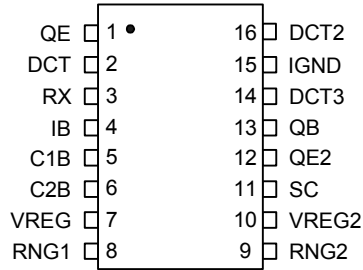 QE 1 16 DCT2
DCT 2 15 IGND
RX 3 14 DCT3
IB 4 13 QB
C1B 5 12 QE2
C2B 6 11 SC
VREG 7 10 VREG2
RNG1 8 9 RNG2